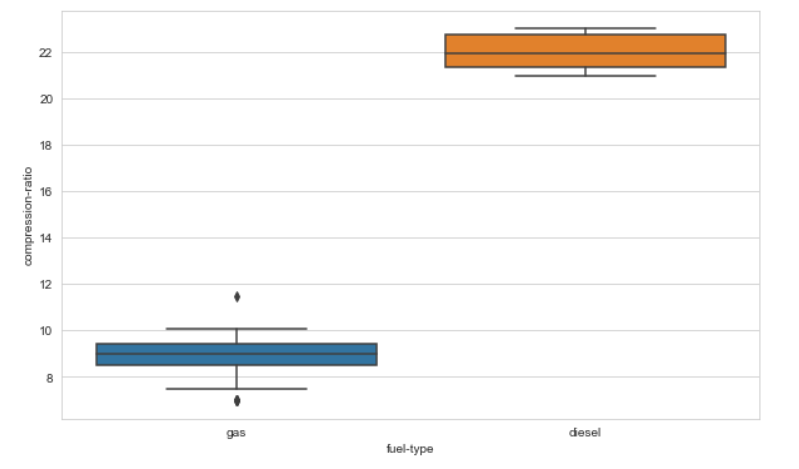 22
20
18
16
14
12
10
8
compression-ratio
gas diesel
fuel-type